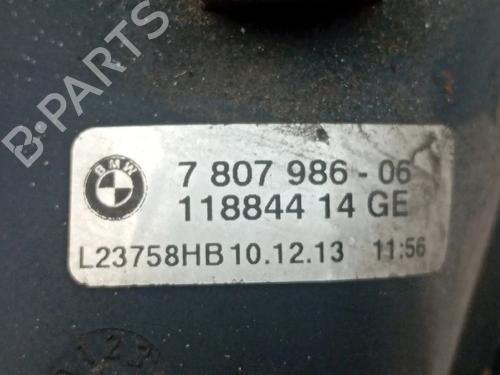 B-PARTS
BMW
7 807 986 - 06
118844 14 GE
L23758HB 10.12.13 11:56